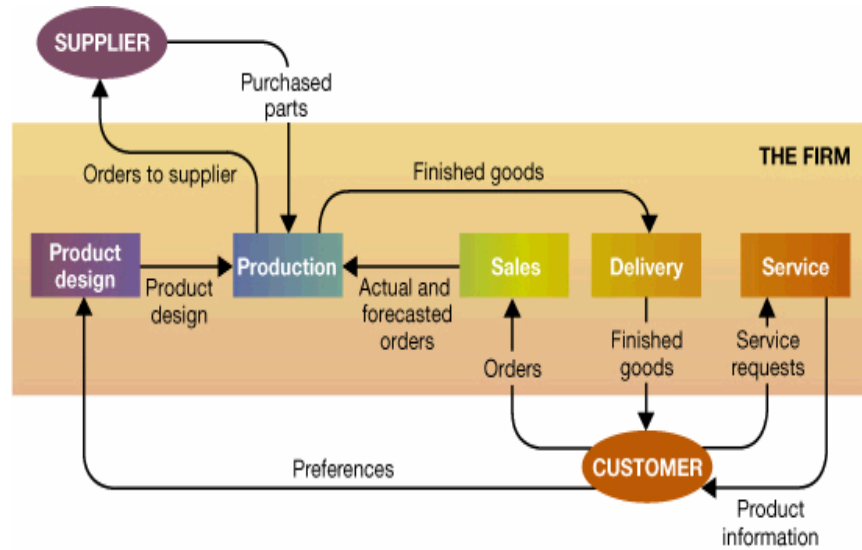 SUPPLIER
Purchased
parts
THE FIRM
Orders to supplier
Finished goods
Product
design
Product
design
Production
Actual and
forecasted
orders
Sales
Delivery
Service
Orders
Finished
goods
Service
requests
Preferences
CUSTOMER
Product
information